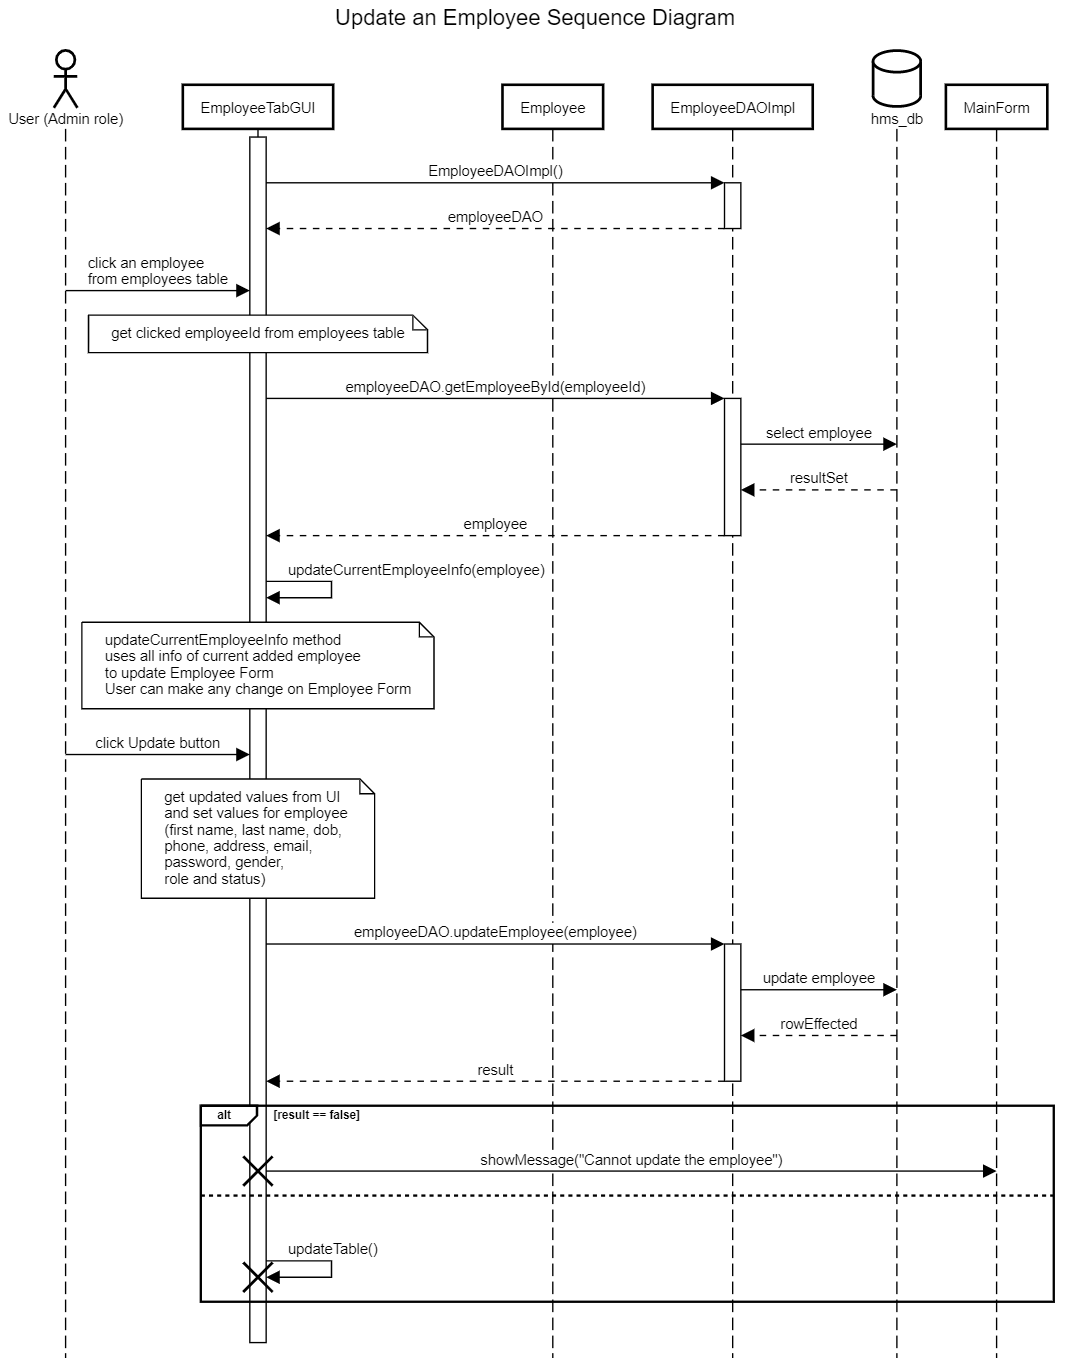 Update an Employee Sequence Diagram
User (Admin role)
EmployeeTabGUI
Employee
EmployeeDAOImpl
hms_db
MainForm
EmployeeDAOImpl()
employeeDAO
click an employee
from employees table
get clicked employeeId from employees table
employeeDAO.getEmployeeById(employeeId)
select employee
resultSet
employee
updateCurrentEmployeeInfo(employee)
updateCurrentEmployeeInfo method
uses all info of current added employee
to update Employee Form
User can make any change on Employee Form
click Update button
get updated values from UI
and set values for employee
(first name, last name, dob,
phone, address, email,
password, gender,
role and status)
employeeDAO.updateEmployee(employee)
update employee
rowEffected
result
alt [result == false]
showMessage("Cannot update the employee")
updateTable()